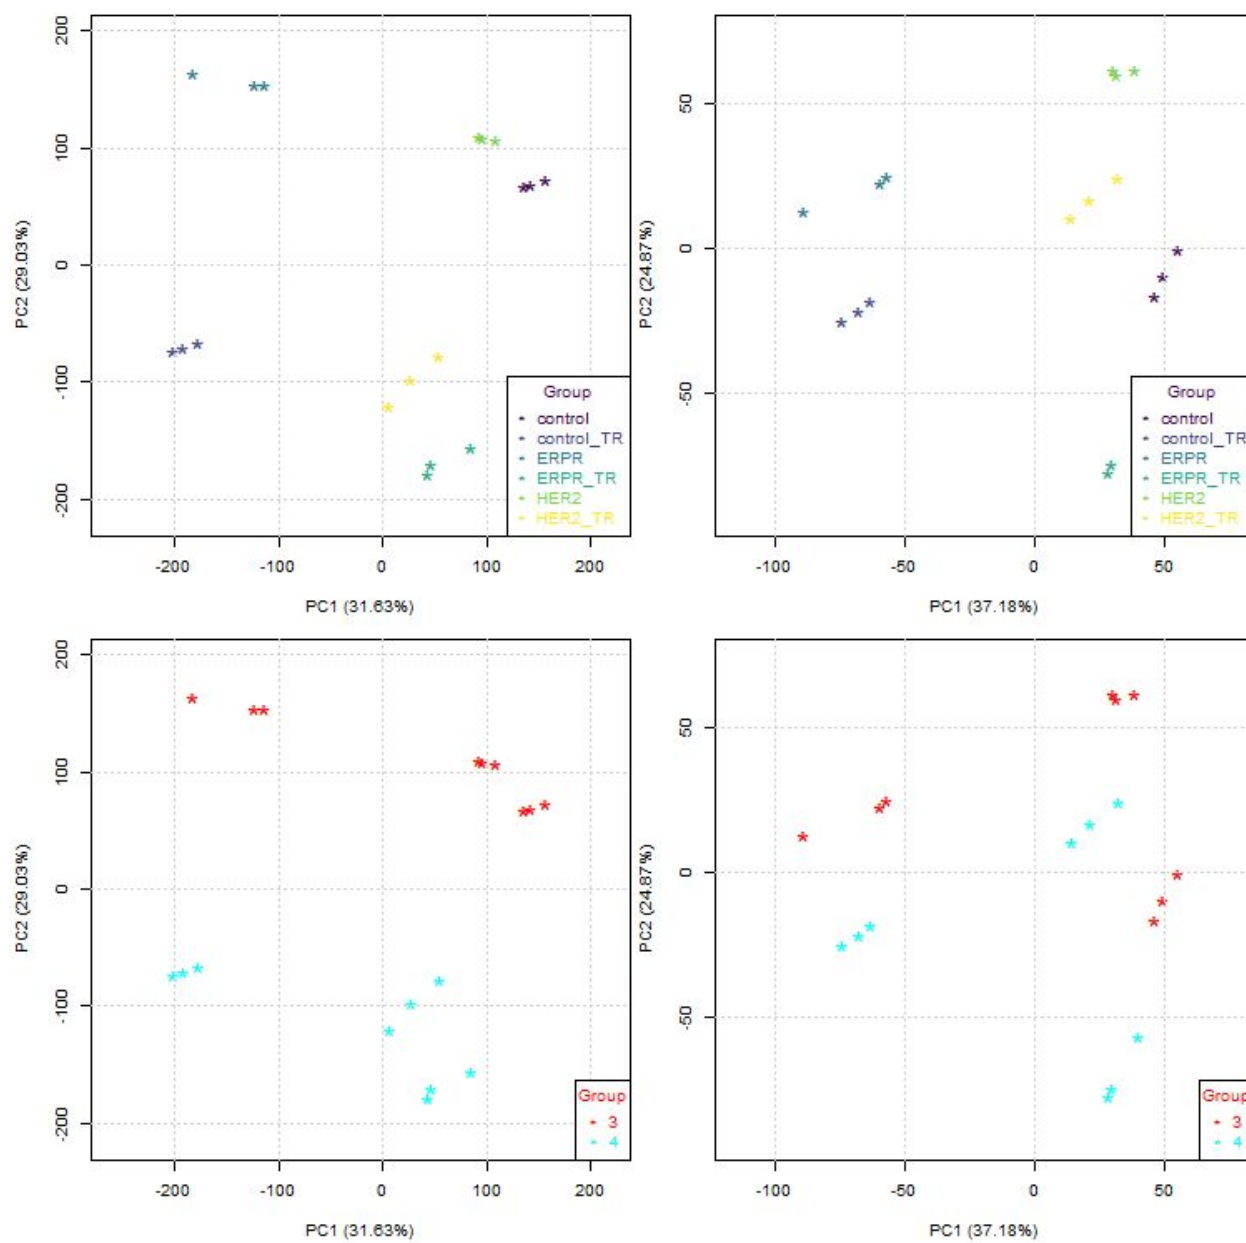 200
100
0
-100
-200
PC2 (29.03%)
-200 -100 0 100 200
PC1 (31.63%)
Group
control
control_TR
ERPR
ERPR_TR
HER2
HER2_TR
50
0
-50
PC2 (24.87%)
-100 -50 0 50
PC1 (37.18%)
Group
control
control_TR
ERPR
ERPR_TR
HER2
HER2_TR
200
100
0
-100
-200
PC2 (29.03%)
-200 -100 0 100 200
PC1 (31.63%)
Group
3
4
50
0
-50
PC2 (24.87%)
-100 -50 0 50
PC1 (37.18%)
Group
3
4